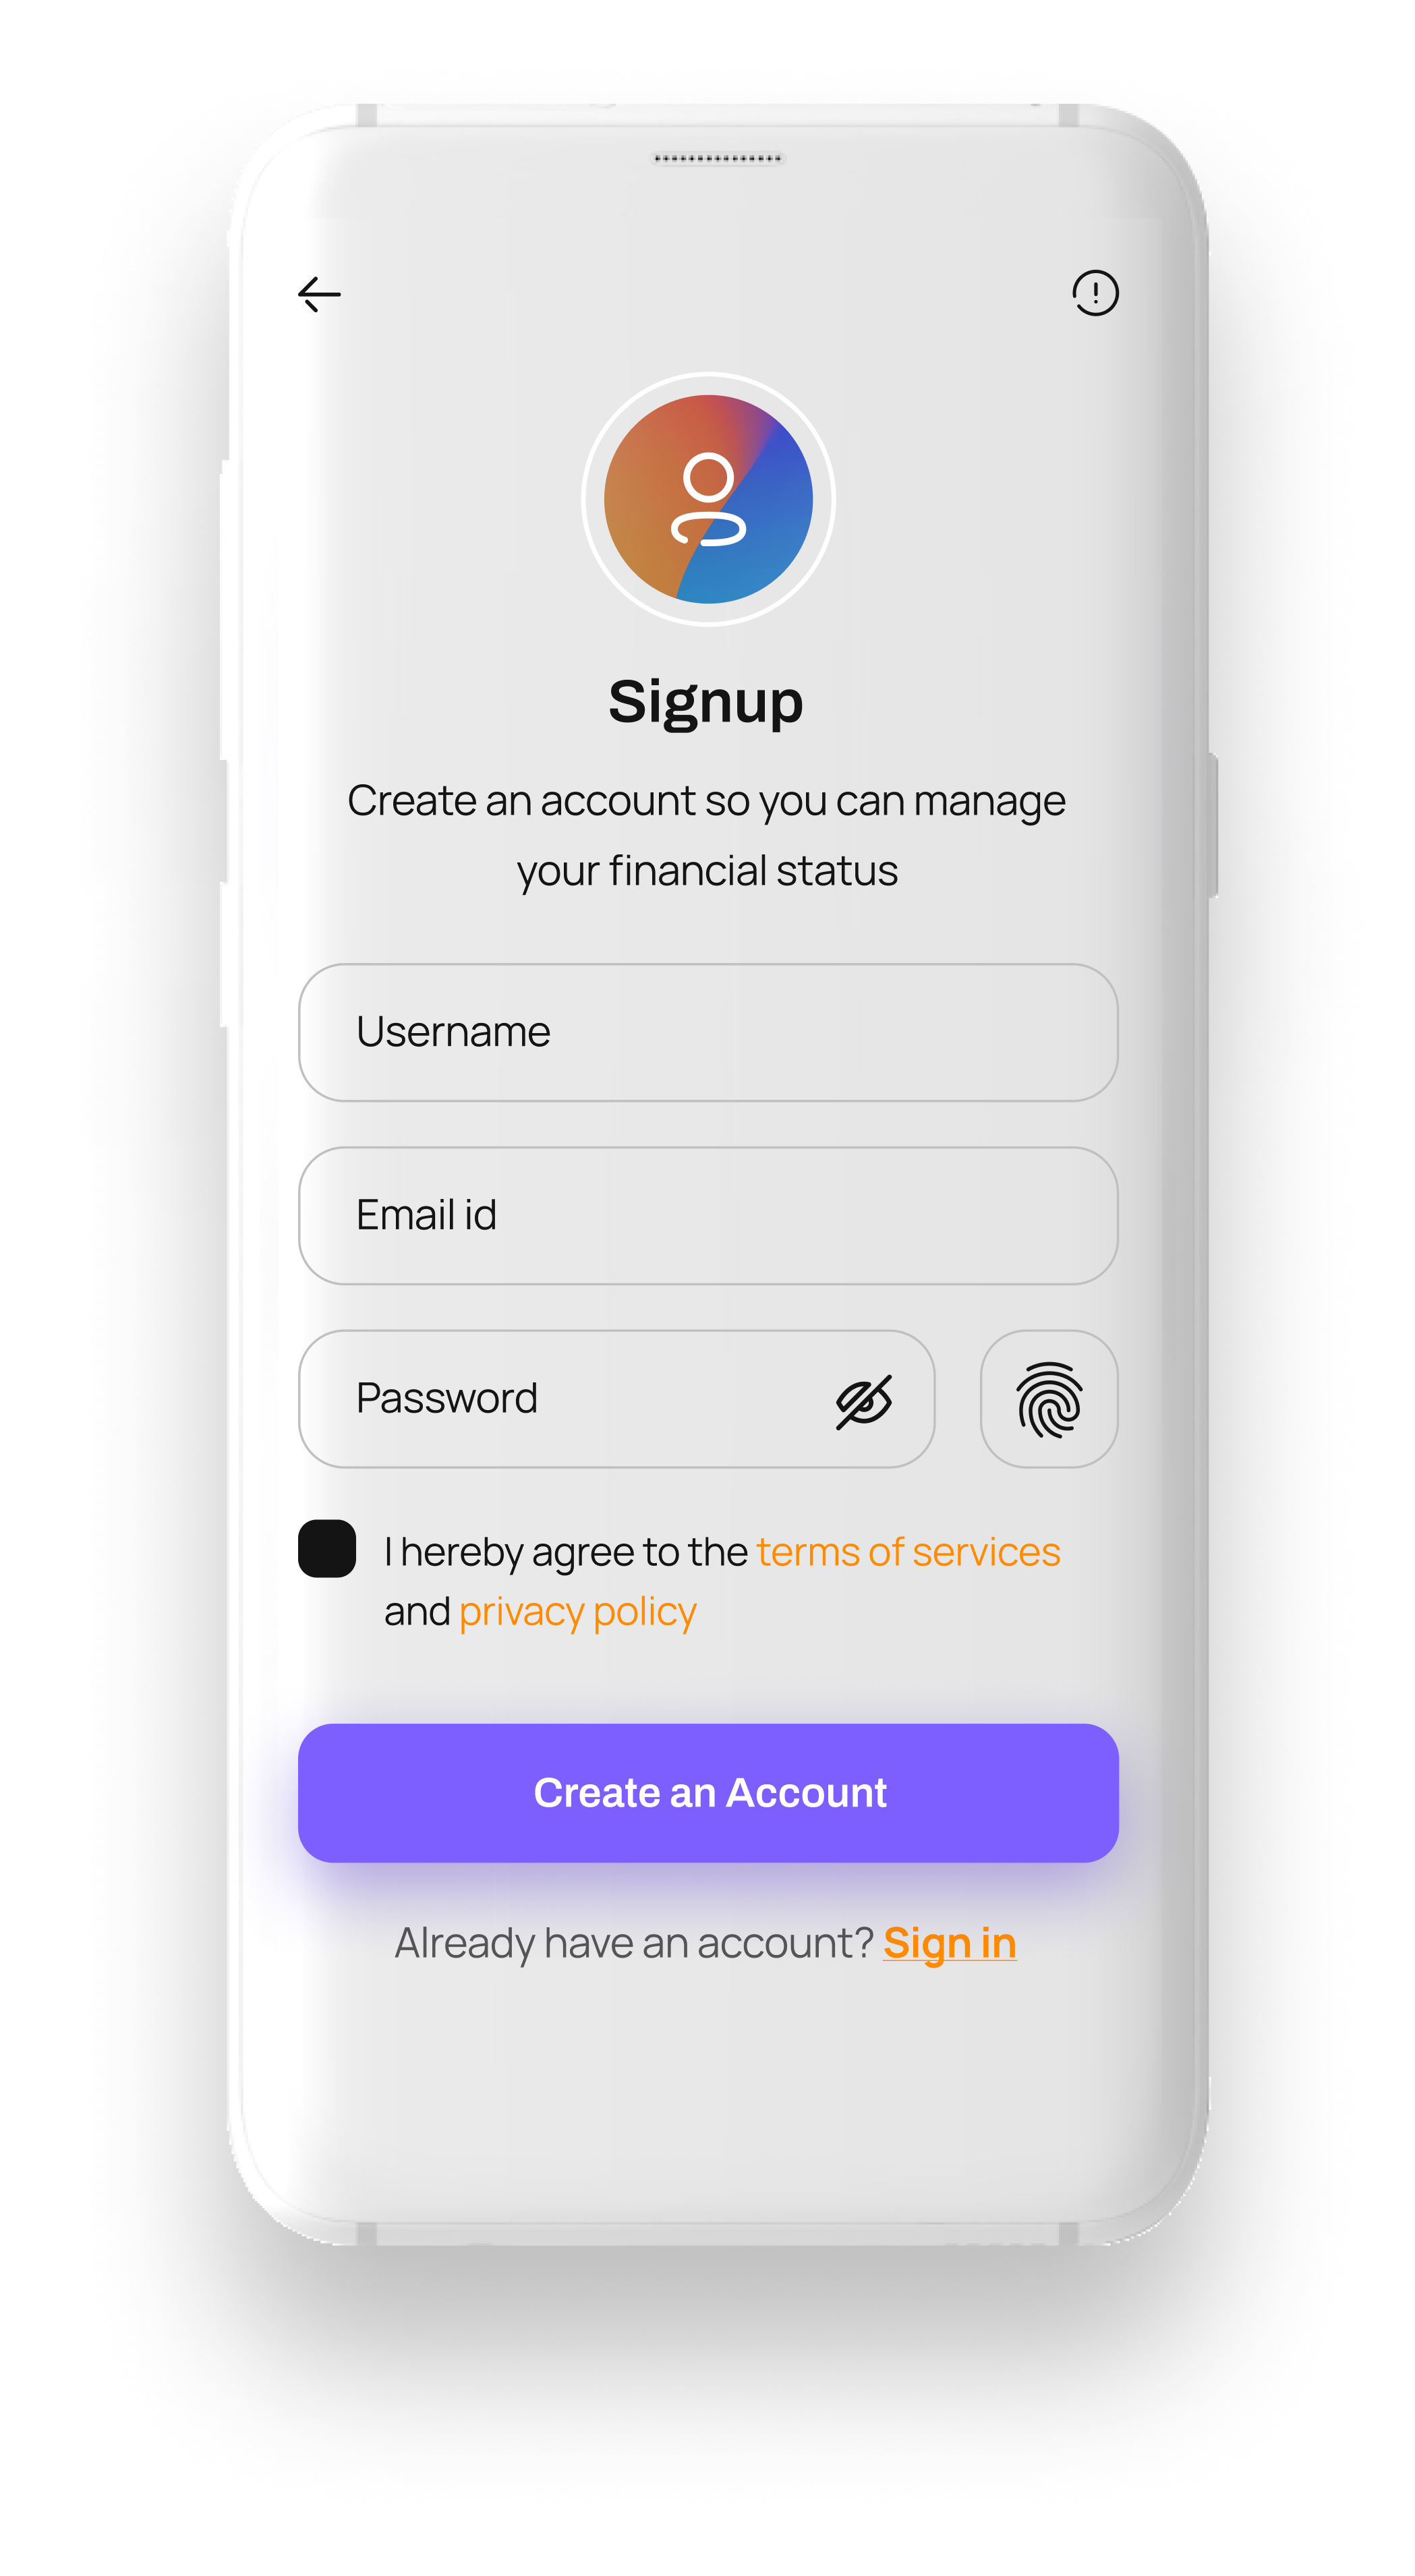 Signup
Create an account so you can manage
your financial status
Username
Email id
Password
I hereby agree to the terms of services
and privacy policy
Create an Account
Already have an account? Sign in